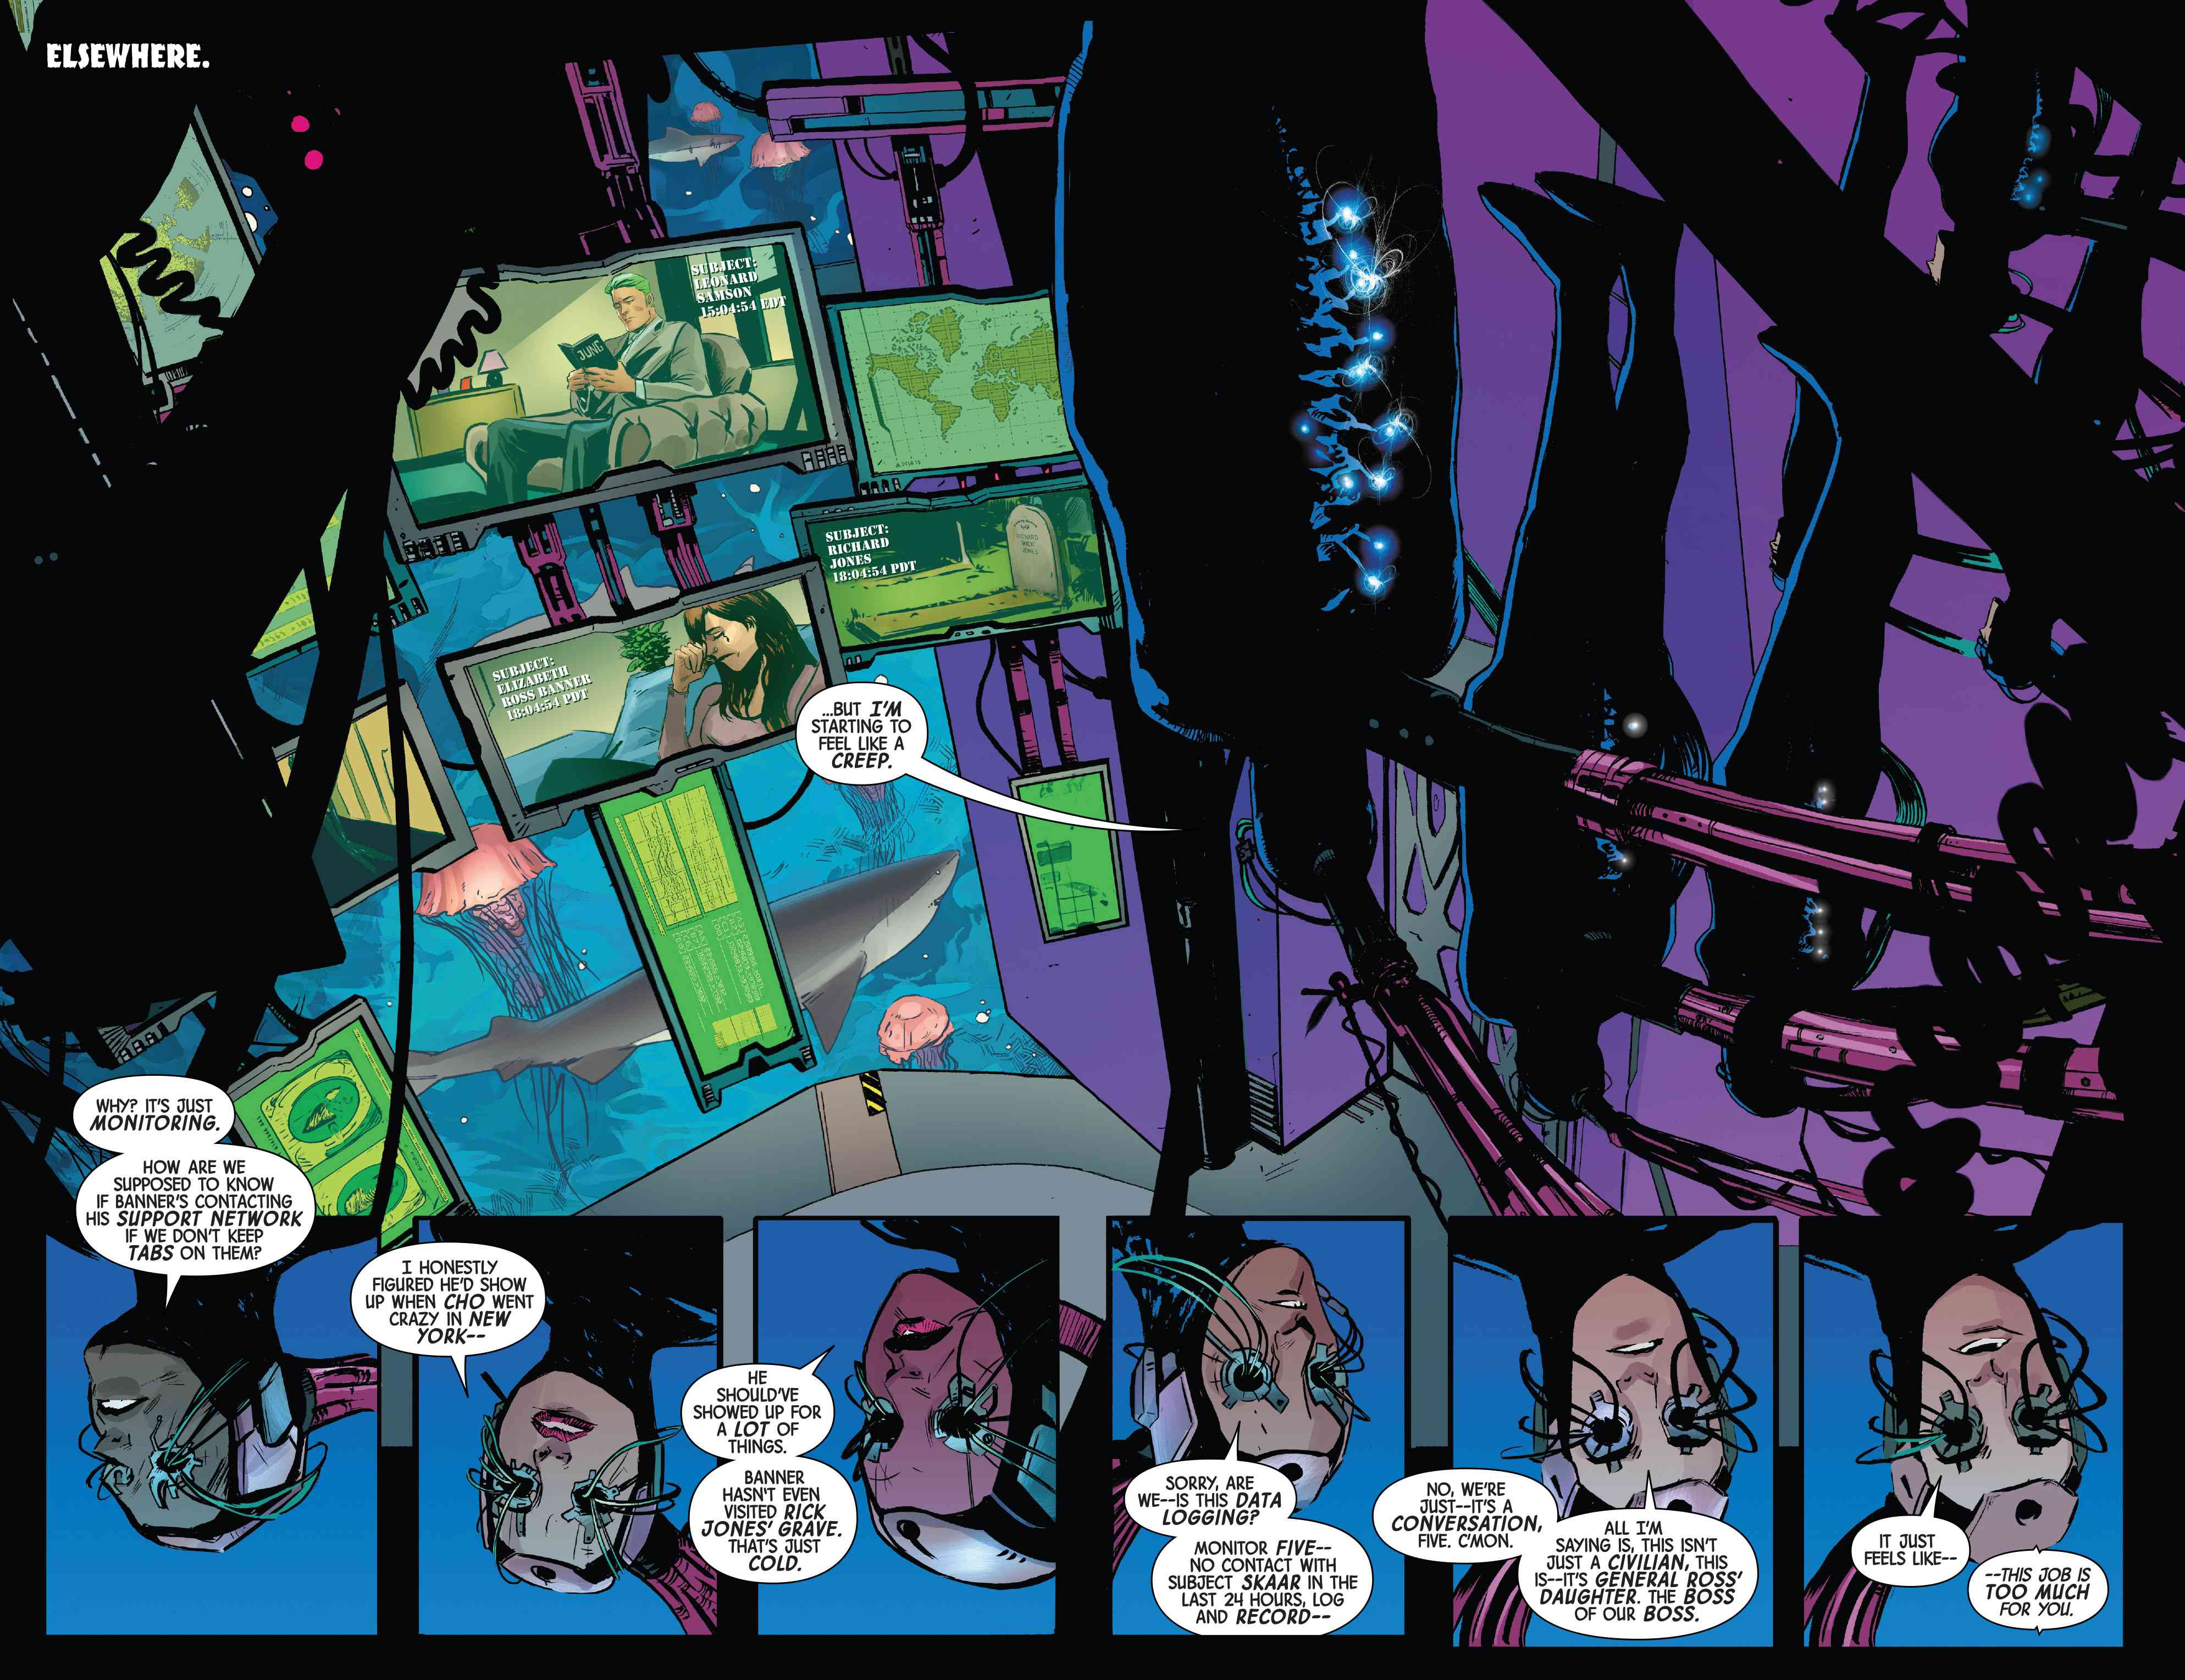 ELSEWHERE.
SUBJECT:
LEONARD
SAMSON
15:04:54 EDT
JUNG
SUBJECT:
RICHARD
JONES
18:04:54 PDT
RICHARD
"RICK"
JONES
SUBJECT:
ELIZABETH
ROSS BANNER
18:04:54 PDT
...BUT I'M
STARTING TO
FEEL LIKE A
CREEP.
WHY? IT'S JUST
MONITORING.
HOW ARE WE
SUPPOSED TO KNOW
IF BANNER'S CONTACTING
HIS SUPPORT NETWORK
IF WE DON'T KEEP
TABS ON THEM?
I HONESTLY
FIGURED HE'D SHOW
UP WHEN CHO WENT
CRAZY IN NEW
YORK--
HE
SHOULD'VE
SHOWED UP FOR
A LOT OF
THINGS.
BANNER
HASN'T EVEN
VISITED RICK
JONES' GRAVE.
THAT'S JUST
COLD.
SORRY, ARE
WE--IS THIS DATA
LOGGING?
MONITOR FIVE--
NO CONTACT WITH
SUBJECT SKAAR IN THE
LAST 24 HOURS, LOG
AND RECORD--
NO, WE'RE
JUST--IT'S A
CONVERSATION,
FIVE. C'MON.
ALL I'M
SAYING IS, THIS ISN'T
JUST A CIVILIAN, THIS
IS--IT'S GENERAL ROSS'
DAUGHTER. THE BOSS
OF OUR BOSS.
IT JUST
FEELS LIKE--
--THIS JOB IS
TOO MUCH
FOR YOU.